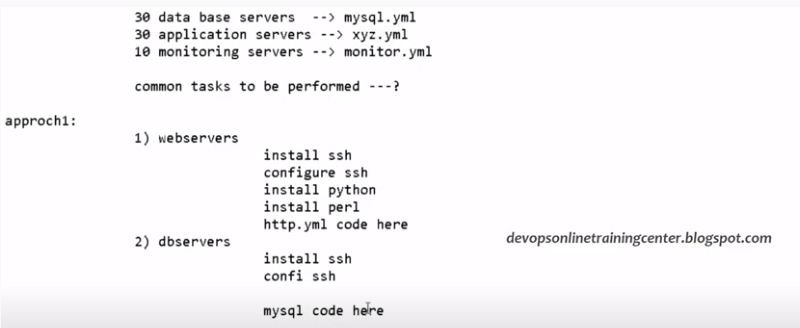 30 data base servers --> mysql.yml
30 application servers --> xyz.yml
10 monitoring servers --> monitor.yml
common tasks to be performed ---?
approch1:
1) webservers
install ssh
configure ssh
install python
install perl
http.yml code here
2) dbservers
devopsonlinetrainingcenter.blogspot.com
install ssh
confi ssh
mysql code here